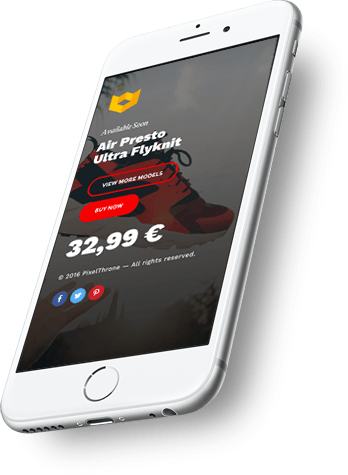 Available Soon
Air Presto
Ultra Flyknit
VIEW MORE MODELS
BUY NOW
32,99 €
© 2016 PixelThrone — All rights reserved.